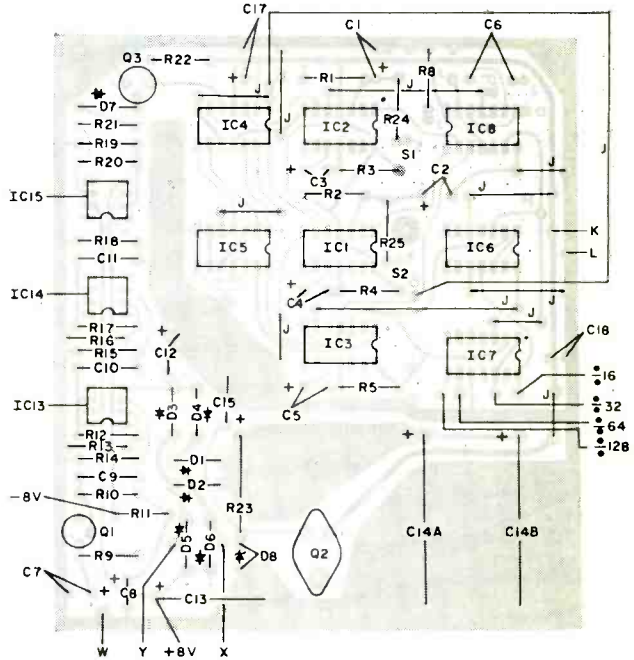 C17
C1
C6
Q3
R22
R1
R8
J
J
D7
R21
R19
R20
IC4
J
IC2
R24
IC8
J
S1
C3
R3
R2
C2
J
J
IC15
J
K
L
R18
C11
IC5
IC1
R25
IC6
S2
IC14
C4
R4
J
J
R17
R16
R15
C10
C12
J
J
J
IC3
IC7
C18
÷16
IC13
D3
D4
C15
C5
R5
J
÷32
÷64
÷128
R12
R13
R14
C9
R10
D1
D2
-8V
R11
R23
Q1
D5
D6
D8
Q2
C14A
C14B
R9
C7
C8
C13
W
Y
+8V
X